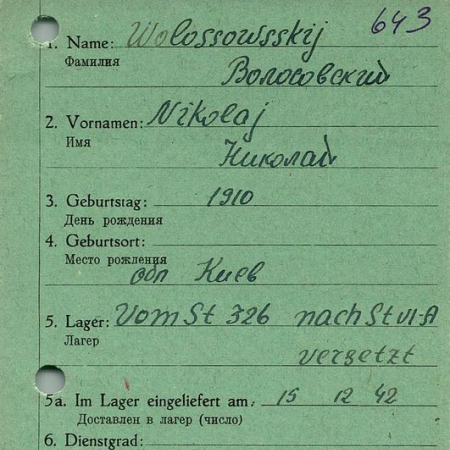 643
1. Name: Wolossowsskij
Фамилия
Волосовский
2. Vornamen: Nikolaj
Имя
Николай
3. Geburtstag: 1910
День рождения
4. Geburtsort:
Место рождения
обл Киев
5. Lager: Vom St 326 nach St VI-A
Лагер
versetzt
5a. Im Lager eingeliefert am: 15 12 42
Доставлен в лагер (число)
6. Dienstgrad: